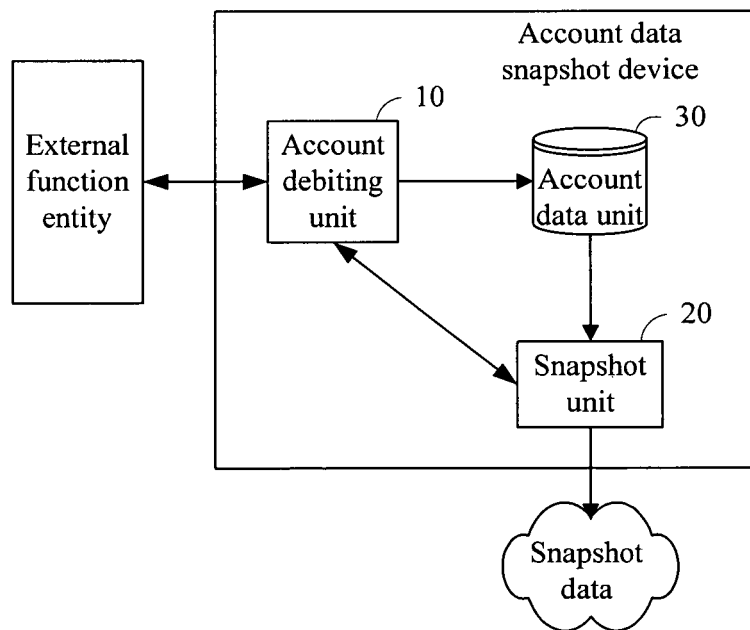 Account data
snapshot device
10
30
External
function
entity
Account
debiting
unit
Account
data unit
20
Snapshot
unit
Snapshot
data